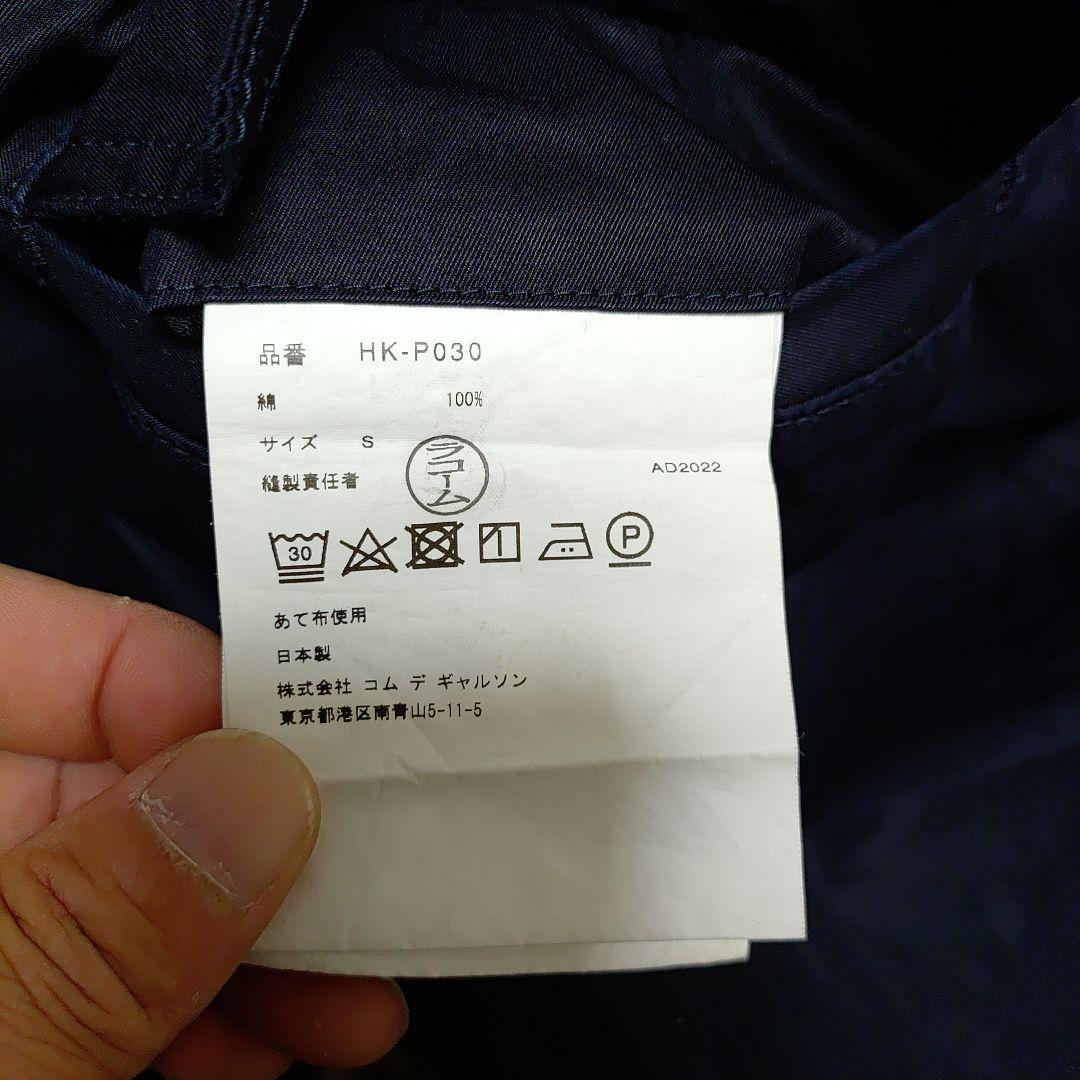 品番 HK-P030
綿 100%
サイズ S
縫製責任者 ラコーム
AD2022
30
P
あて布使用
日本製
株式会社 コム デ ギャルソン
東京都港区南青山5-11-5